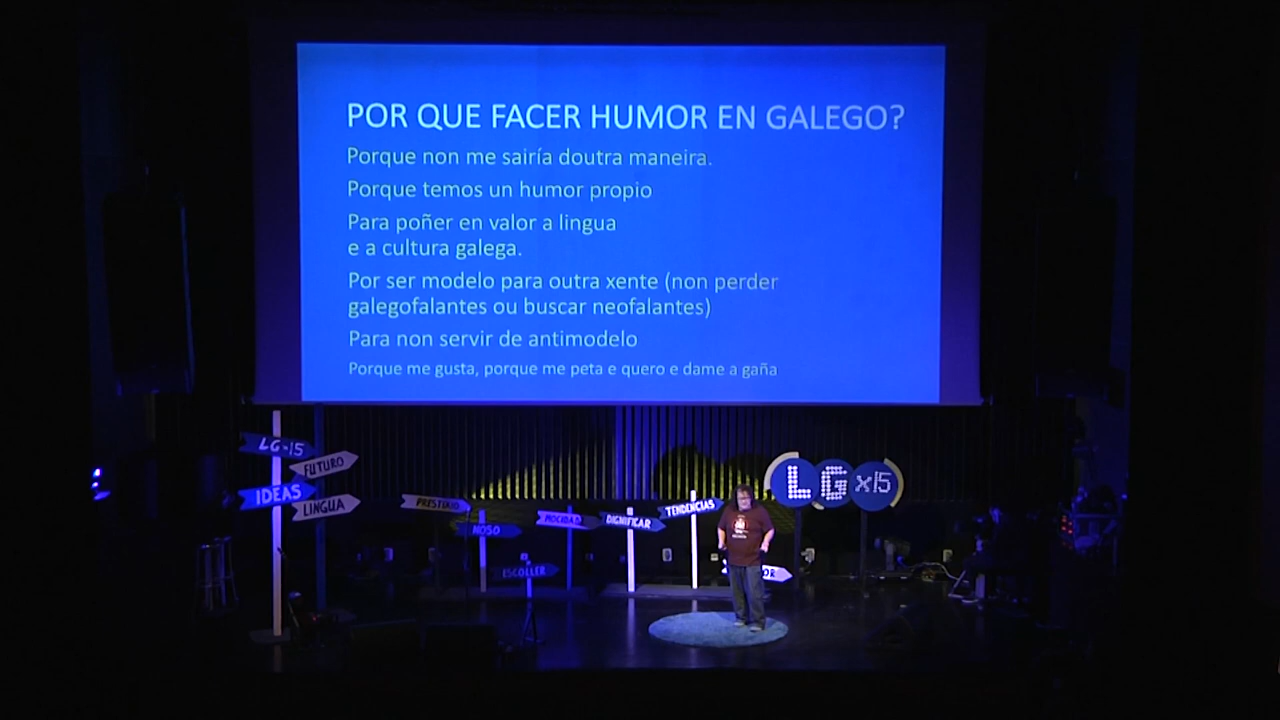 POR QUE FACER HUMOR EN GALEGO?
Porque non me sairía doutra maneira.
Porque temos un humor propio
Para poñer en valor a lingua
e a cultura galega.
Por ser modelo para outra xente (non perder
galegofalantes ou buscar neofalantes)
Para non servir de antimodelo
Porque me gusta, porque me peta e quero e dame a gaña
LG-15
FUTURO
IDEAS
LINGUA
PRESTIXIO
NOSO
MOCIDADE
DIGNIFICAR
TENDENCIAS
ESCOLLER
LGx15